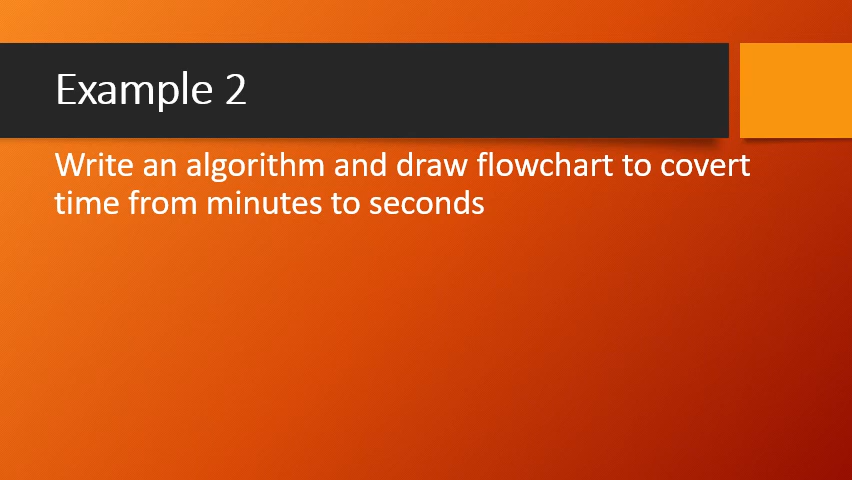 Example 2
Write an algorithm and draw flowchart to covert
time from minutes to seconds